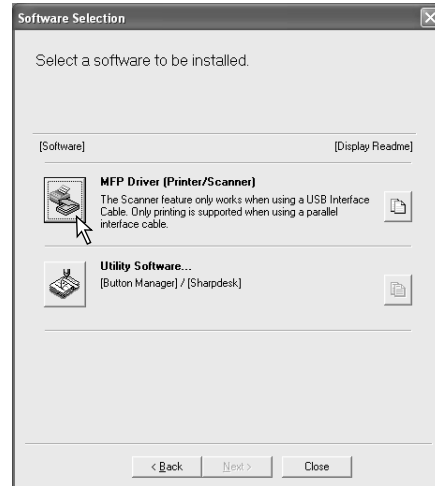 Software Selection
Select a software to be installed.
[Software] [Display Readme]
MFP Driver (Printer/Scanner)
The Scanner feature only works when using a USB Interface
Cable. Only printing is supported when using a parallel
interface cable.
Utility Software...
[Button Manager] / [Sharpdesk]
< Back Next > Close